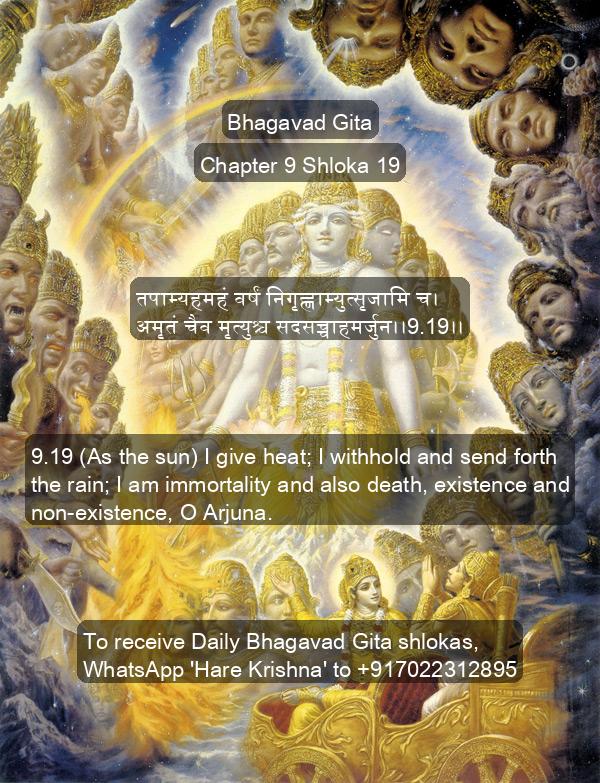 Bhagavad Gita
Chapter 9 Shloka 19
तपाम्यहमहं वर्षं निगृह्णाम्युत्सृजामि च।
अमृतं चैव मृत्युश्च सदसच्चाहमर्जुन।।9.19।।
9.19 (As the sun) I give heat; I withhold and send forth
the rain; I am immortality and also death, existence and
non-existence, O Arjuna.
To receive Daily Bhagavad Gita shlokas,
WhatsApp 'Hare Krishna' to +917022312895